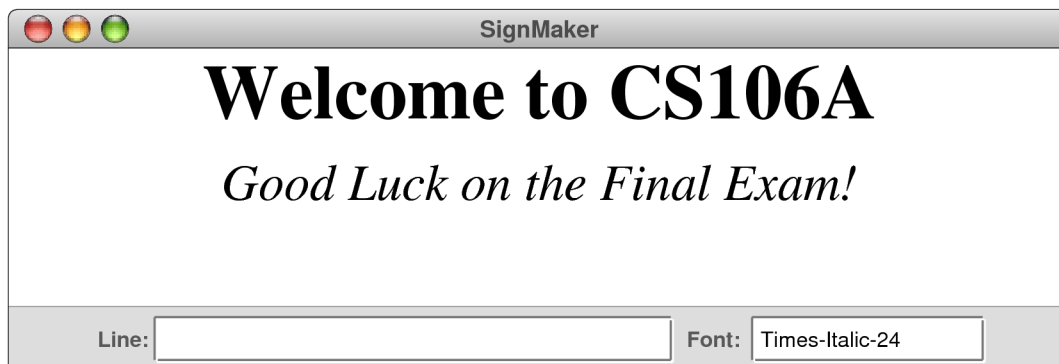 SignMaker
Welcome to CS106A
Good Luck on the Final Exam!
Line: Font: Times-Italic-24